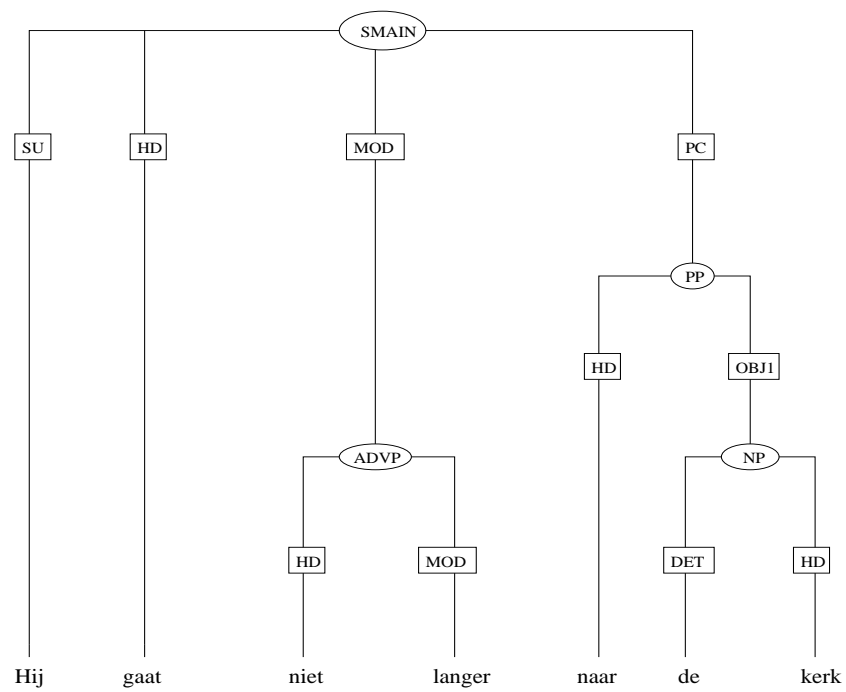 SMAIN
SU HD MOD PC
PP
HD OBJ1
ADVP NP
HD MOD DET HD
Hij gaat niet langer naar de kerk